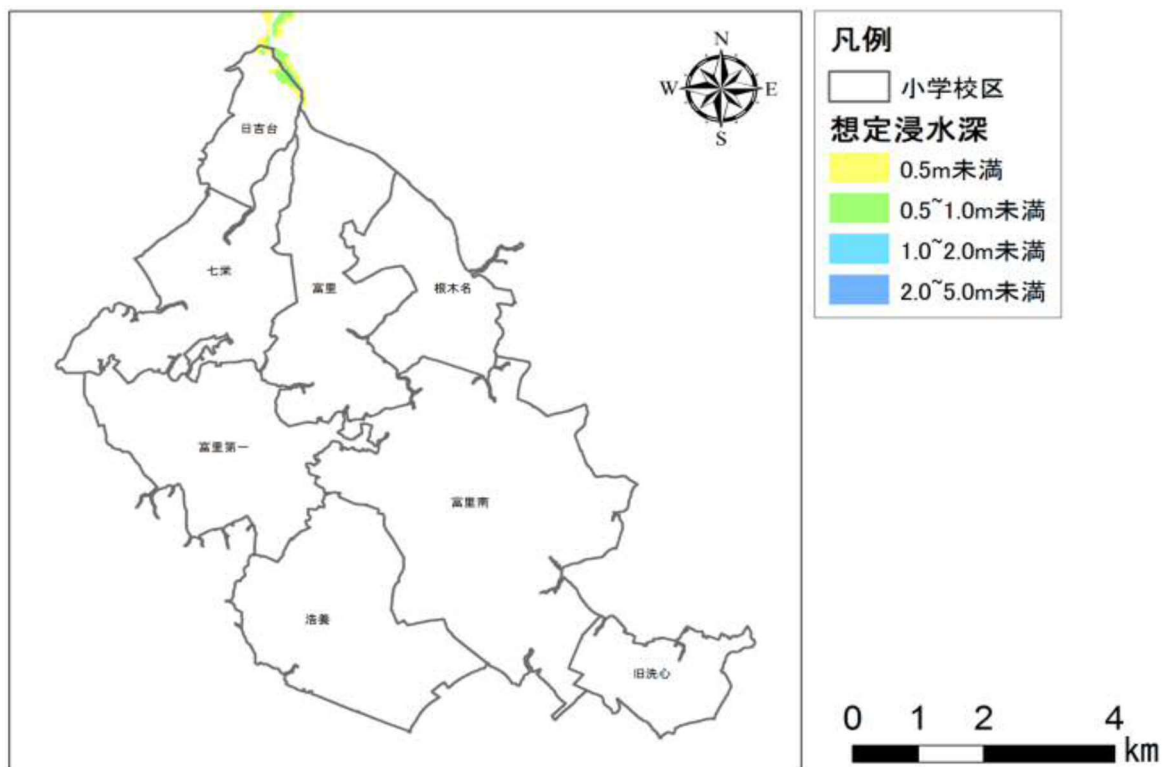 N
W
E
S
日吉台
七栄
富里
根木名
富里第一
富里南
浩養
旧洗心
凡例
小学校区
想定浸水深
0.5m未満
0.5~1.0m未満
1.0~2.0m未満
2.0~5.0m未満
0 1 2 4
km